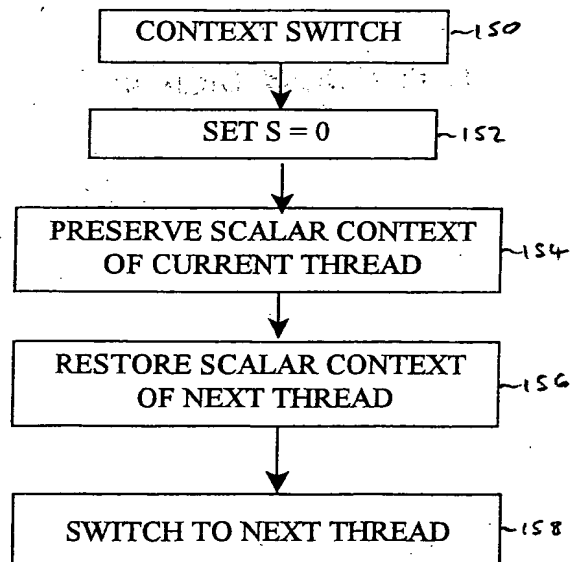 CONTEXT SWITCH ~150
SET S = 0 ~152
PRESERVE SCALAR CONTEXT
OF CURRENT THREAD ~154
RESTORE SCALAR CONTEXT
OF NEXT THREAD ~156
SWITCH TO NEXT THREAD ~158